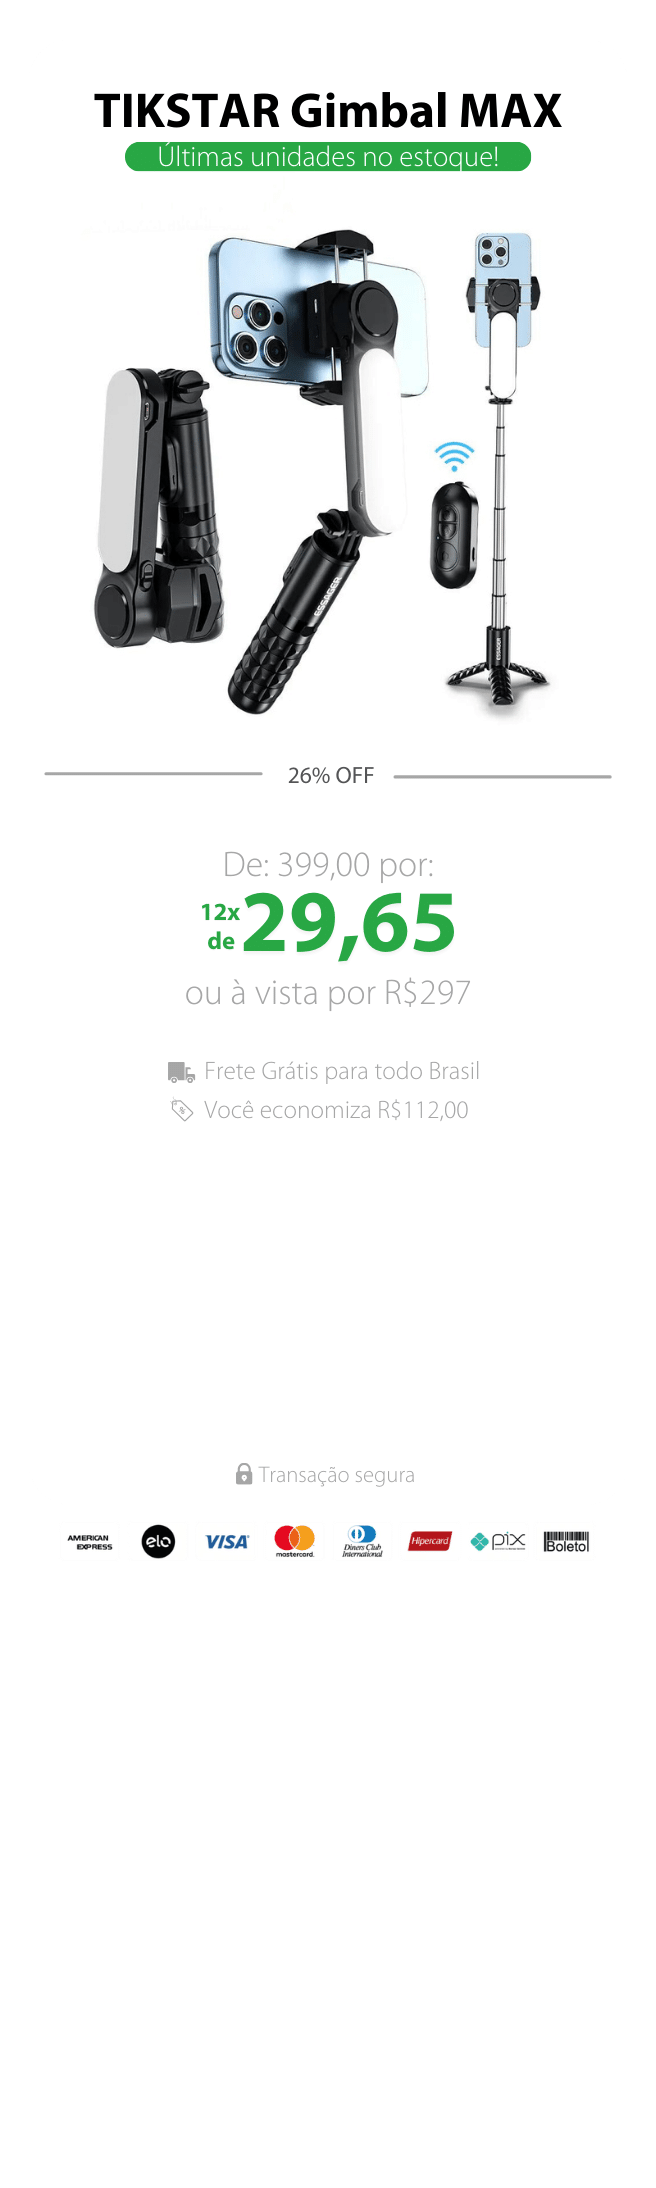 TIKSTAR Gimbal MAX
Últimas unidades no estoque!
ESSAGER
ESSAGER
26% OFF
De: 399,00 por:
12x de 29,65
ou à vista por R$297
Frete Grátis para todo Brasil
Você economiza R$112,00
Transação segura
AMERICAN EXPRESS
elo
VISA
mastercard.
Diners Club International
Hipercard
pix
Boleto